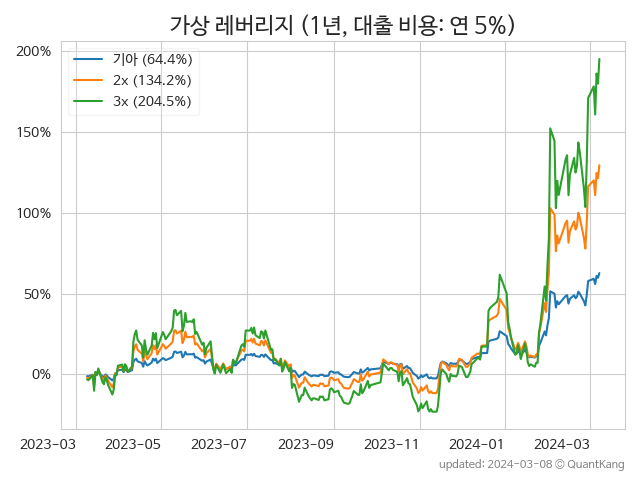 가상 레버리지 (1년, 대출 비용: 연 5%)
기아 (64.4%)
2x (134.2%)
3x (204.5%)
200%
150%
100%
50%
0%
2023-03 2023-05 2023-07 2023-09 2023-11 2024-01 2024-03
updated: 2024-03-08 © QuantKang